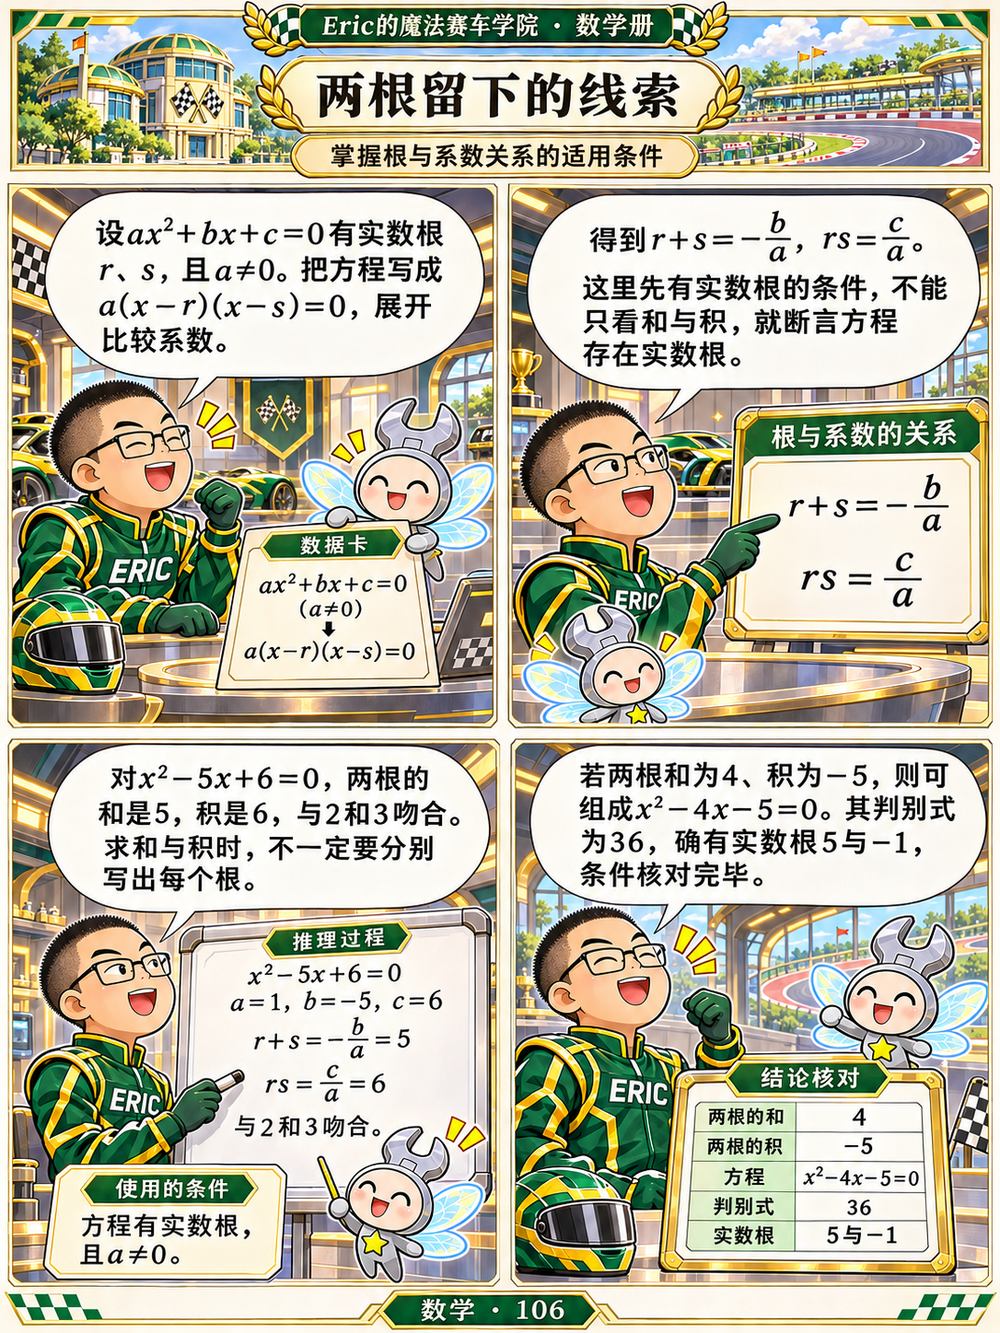 Eric的魔法赛车学院 · 数学册
两根留下的线索
掌握根与系数关系的适用条件
设ax²+bx+c=0有实数根
r、s，且a≠0。把方程写成
a(x−r)(x−s)=0，展开
比较系数。
ERIC
数据卡
ax²+bx+c=0
(a≠0)
a(x−r)(x−s)=0
得到r+s=−b/a，rs=c/a。
这里先有实数根的条件，不能
只看和与积，就断言方程
存在实数根。
根与系数的关系
r+s=−b/a
rs=c/a
ERIC
对x²−5x+6=0，两根的
和是5，积是6，与2和3吻合。
求和与积时，不一定要分别
写出每个根。
推理过程
x²−5x+6=0
a=1, b=−5, c=6
r+s=−b/a=5
rs=c/a=6
与2和3吻合。
ERIC
使用的条件
方程有实数根，
且a≠0。
若两根和为4、积为−5，则可
组成x²−4x−5=0。其判别式
为36，确有实数根5与−1，
条件核对完毕。
ERIC
结论核对
两根的和 4
两根的积 −5
方程 x²−4x−5=0
判别式 36
实数根 5与−1
数学 · 106